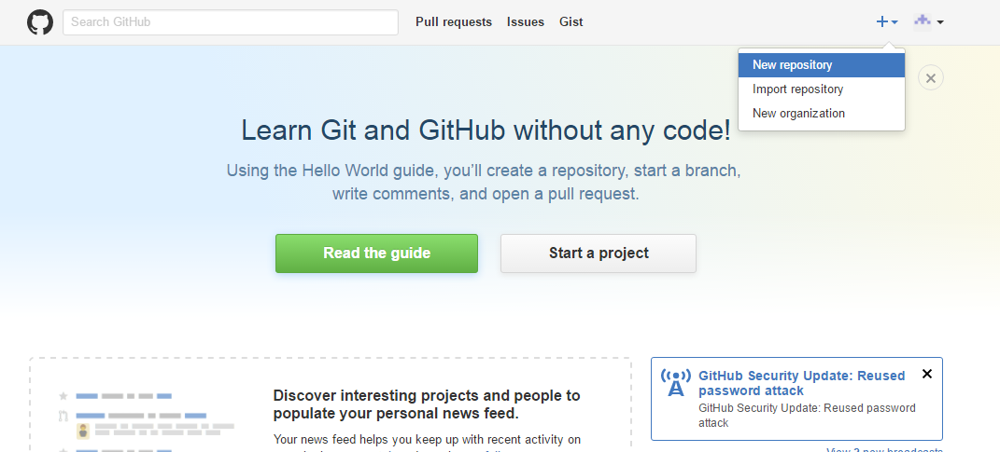 Search GitHub
Pull requests
Issues
Gist
New repository
Import repository
New organization
Learn Git and GitHub without any code!
Using the Hello World guide, you'll create a repository, start a branch,
write comments, and open a pull request.
Read the guide
Start a project
Discover interesting projects and people to
populate your personal news feed.
Your news feed helps you keep up with recent activity on
GitHub Security Update: Reused
password attack
GitHub Security Update: Reused password
attack
View 2 new broadcasts